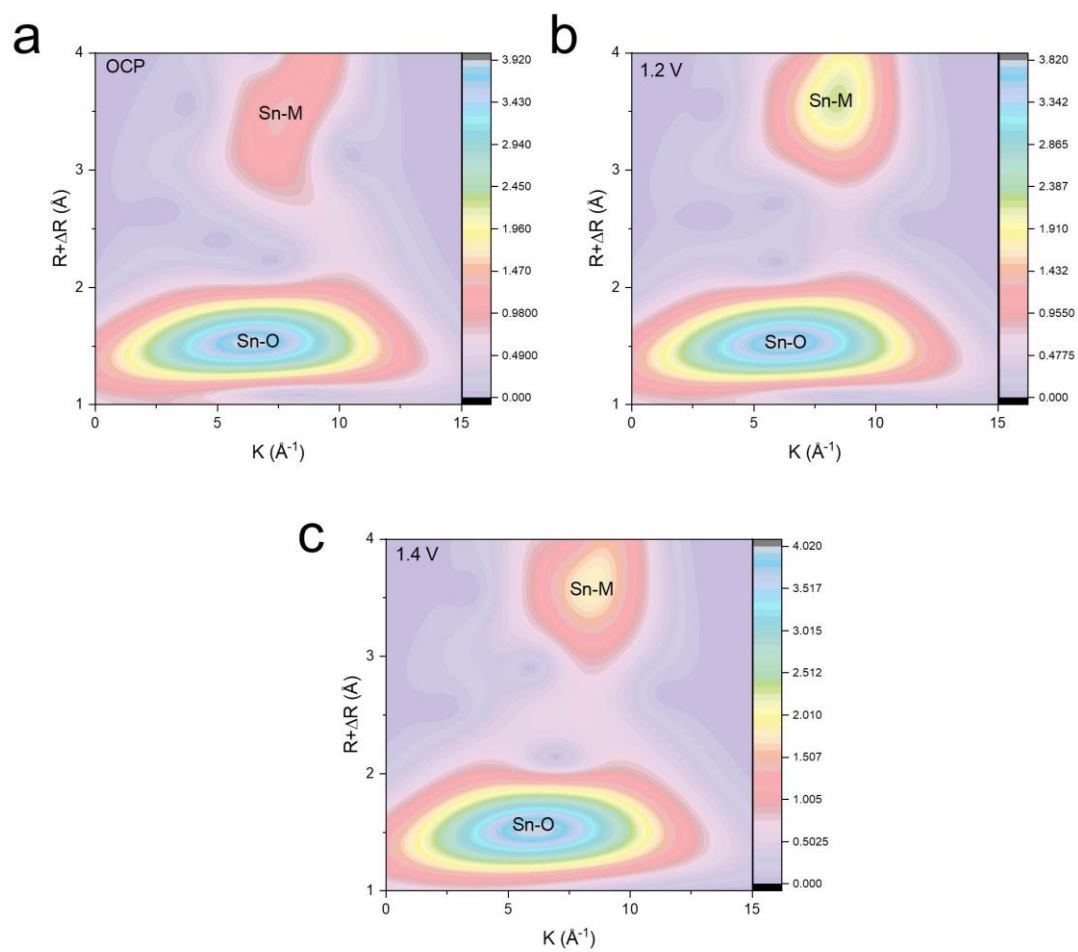 a
OCP
Sn-M
Sn-O
R+ΔR (Å)
4
3
2
1
0
5
10
15
K (Å⁻¹)
3.920
3.430
2.940
2.450
1.960
1.470
0.9800
0.4900
0.000
b
1.2 V
Sn-M
Sn-O
R+ΔR (Å)
4
3
2
1
0
5
10
15
K (Å⁻¹)
3.820
3.342
2.865
2.387
1.910
1.432
0.9550
0.4775
0.000
c
1.4 V
Sn-M
Sn-O
R+ΔR (Å)
4
3
2
1
0
5
10
15
K (Å⁻¹)
4.020
3.517
3.015
2.512
2.010
1.507
1.005
0.5025
0.000